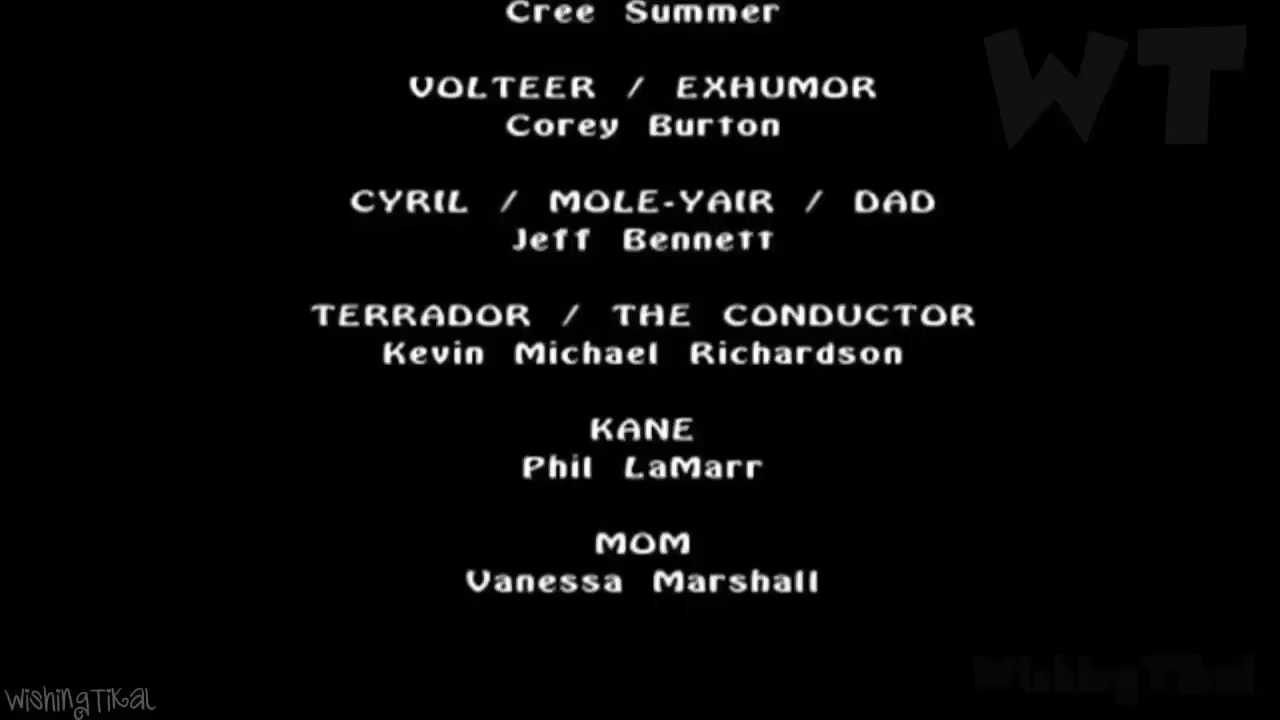 Cree Summer
WT
VOLTEER / EXHUMOR
Corey Burton
CYRIL / MOLE-YAIR / DAD
Jeff Bennett
TERRADOR / THE CONDUCTOR
Kevin Michael Richardson
KANE
Phil LaMarr
MOM
Vanessa Marshall
WishingTikal
WishingTikal